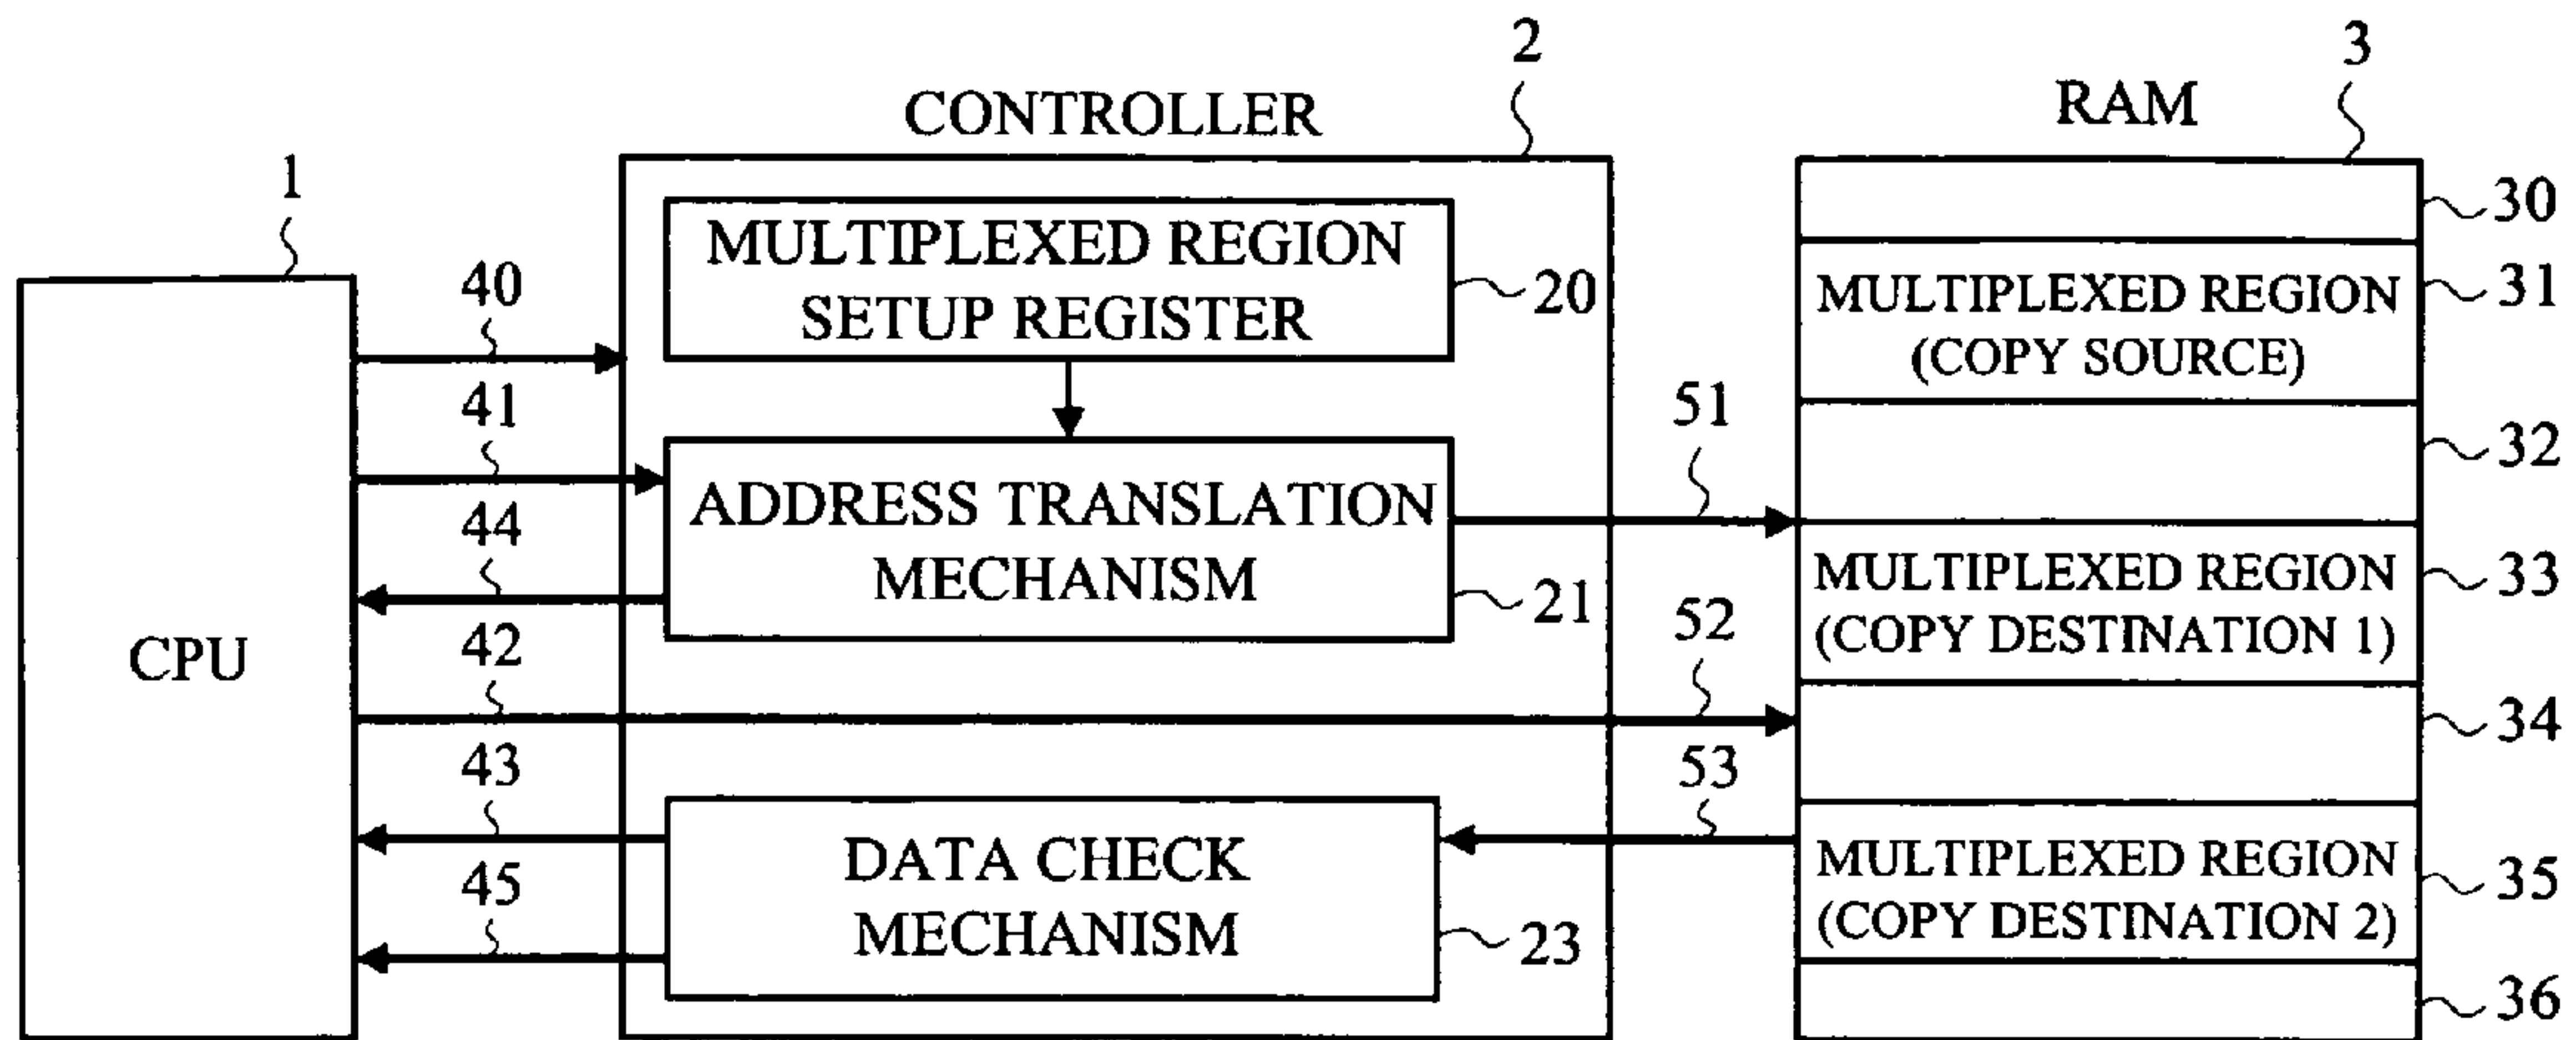 2
3
CONTROLLER
RAM
1
30
MULTIPLEXED REGION
SETUP REGISTER
20
40
MULTIPLEXED REGION
(COPY SOURCE)
31
41
51
32
ADDRESS TRANSLATION
MECHANISM
21
44
MULTIPLEXED REGION
(COPY DESTINATION 1)
33
CPU
42
52
34
43
53
DATA CHECK
MECHANISM
23
45
MULTIPLEXED REGION
(COPY DESTINATION 2)
35
36